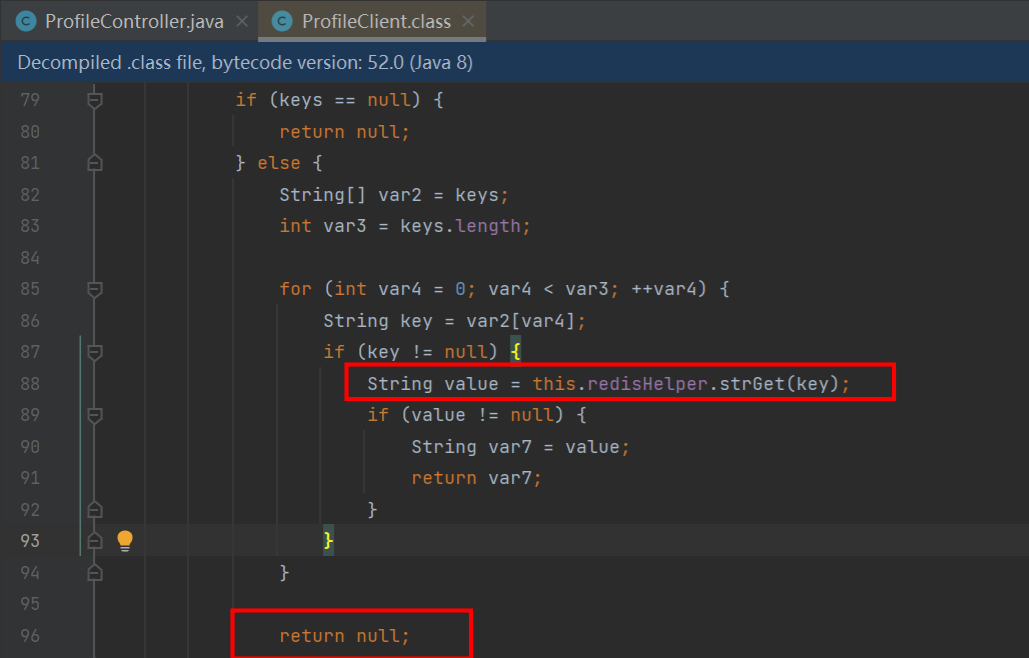 ProfileController.java ProfileClient.class
Decompiled .class file, bytecode version: 52.0 (Java 8)
79 if (keys == null) {
80 return null;
81 } else {
82 String[] var2 = keys;
83 int var3 = keys.length;
84
85 for (int var4 = 0; var4 < var3; ++var4) {
86 String key = var2[var4];
87 if (key != null) {
88 String value = this.redisHelper.strGet(key);
89 if (value != null) {
90 String var7 = value;
91 return var7;
92 }
93 }
94 }
95
96 return null;